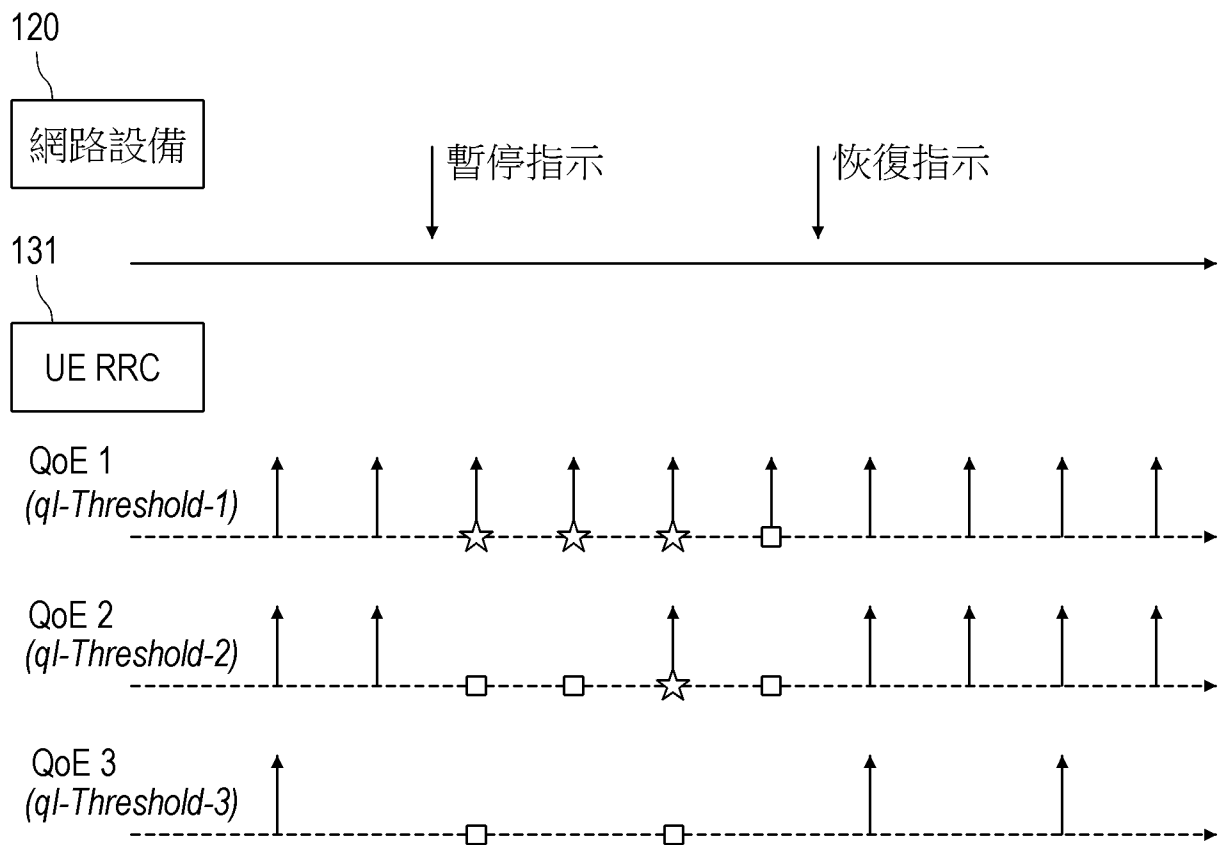 120
網路設備
暫停指示
恢復指示
131
UE RRC
QoE 1
(ql-Threshold-1)
QoE 2
(ql-Threshold-2)
QoE 3
(ql-Threshold-3)